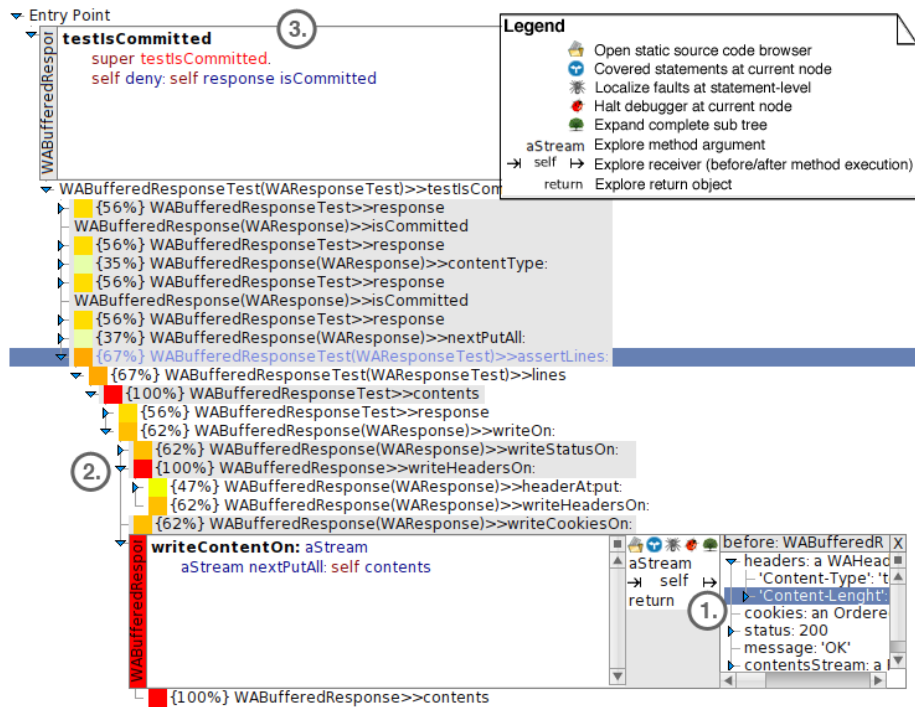 Entry Point
3.
WABufferedRespor
testIsCommitted
super testIsCommitted.
self deny: self response isCommitted
Legend
Open static source code browser
Covered statements at current node
Localize faults at statement-level
Halt debugger at current node
Expand complete sub tree
aStream Explore method argument
self Explore receiver (before/after method execution)
return Explore return object
WABufferedResponseTest(WAResponseTest)>>testIsCom
{56%} WABufferedResponseTest>>response
WABufferedResponse(WAResponse)>>isCommitted
{56%} WABufferedResponseTest>>response
{35%} WABufferedResponse(WAResponse)>>contentType:
{56%} WABufferedResponseTest>>response
WABufferedResponse(WAResponse)>>isCommitted
{56%} WABufferedResponseTest>>response
{37%} WABufferedResponse(WAResponse)>>nextPutAll:
{67%} WABufferedResponseTest(WAResponseTest)>>assertLines:
{67%} WABufferedResponseTest(WAResponseTest)>>lines
{100%} WABufferedResponseTest>>contents
{56%} WABufferedResponseTest>>response
{62%} WABufferedResponse(WAResponse)>>writeOn:
{62%} WABufferedResponse(WAResponse)>>writeStatusOn:
2.
{100%} WABufferedResponse>>writeHeadersOn:
{47%} WABufferedResponse(WAResponse)>>headerAt:put:
{62%} WABufferedResponse(WAResponse)>>writeHeadersOn:
{62%} WABufferedResponse(WAResponse)>>writeCookiesOn:
WABufferedRespor
writeContentOn: aStream
aStream nextPutAll: self contents
aStream
self
return
before: WABufferedR X
headers: a WAHead
'Content-Type': 't
'Content-Lenght':
1.
cookies: an Ordere
status: 200
message: 'OK'
contentsStream: a
{100%} WABufferedResponse>>contents